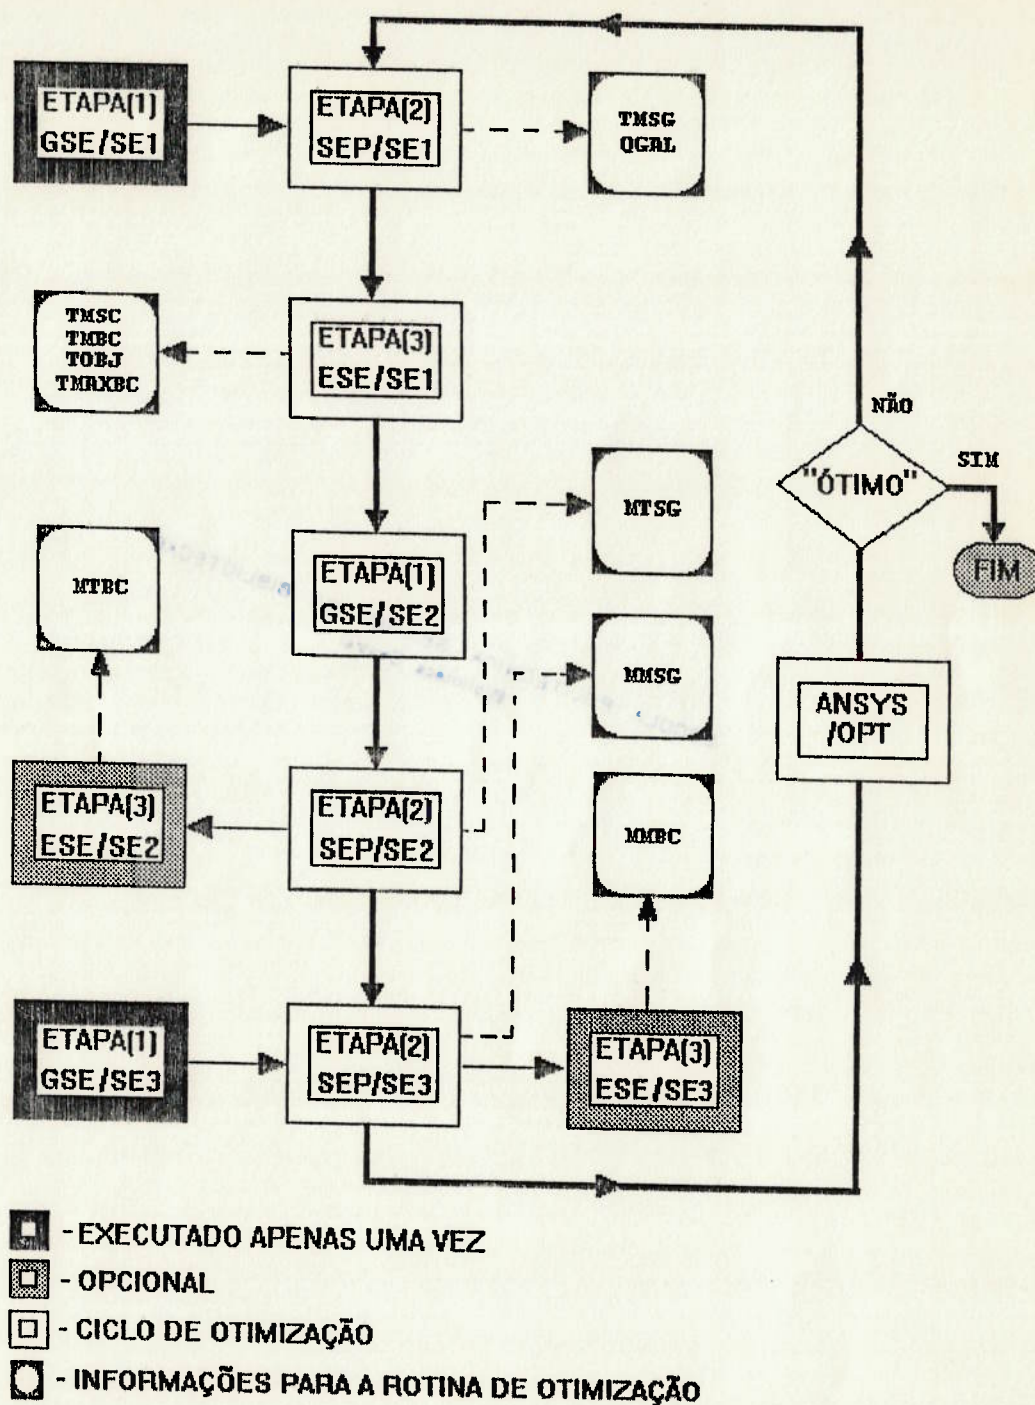 ETAPA(1)
GSE/SE1
ETAPA(2)
SEP/SE1
TMSG
QGAL
TMSC
TMBC
TOBJ
TMAXBC
ETAPA(3)
ESE/SE1
NÃO
"ÓTIMO"
SIM
FIM
MTSG
MTBC
ETAPA(1)
GSE/SE2
MMSG
ANSYS
/OPT
ETAPA(3)
ESE/SE2
ETAPA(2)
SEP/SE2
MMBC
ETAPA(1)
GSE/SE3
ETAPA(2)
SEP/SE3
ETAPA(3)
ESE/SE3
- EXECUTADO APENAS UMA VEZ
- OPCIONAL
- CICLO DE OTIMIZAÇÃO
- INFORMAÇÕES PARA A ROTINA DE OTIMIZAÇÃO